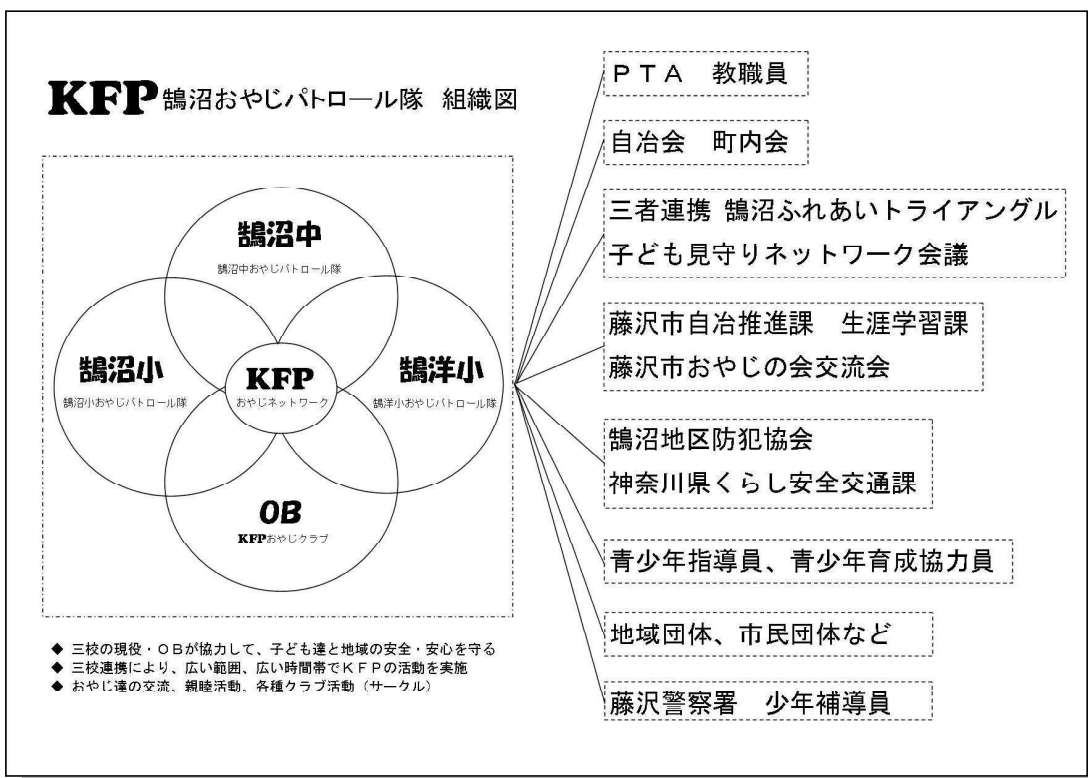 KFP鵠沼おやじパトロール隊 組織図
鵠沼中
鵠沼中おやじパトロール隊
鵠沼小
鵠沼小おやじパトロール隊
KFP
おやじネットワーク
鵠洋小
鵠洋小おやじパトロール隊
OB
KFPおやじクラブ
◆ 三校の現役・OBが協力して、子ども達と地域の安全・安心を守る
◆ 三校連携により、広い範囲、広い時間帯でKFPの活動を実施
◆ おやじ達の交流、親睦活動、各種クラブ活動(サークル)
PTA 教職員
自冶会 町内会
三者連携 鵠沼ふれあいトライアングル
子ども見守りネットワーク会議
藤沢市自冶推進課 生涯学習課
藤沢市おやじの会交流会
鵠沼地区防犯協会
神奈川県くらし安全交通課
青少年指導員、青少年育成協力員
地域団体、市民団体など
藤沢警察署 少年補導員